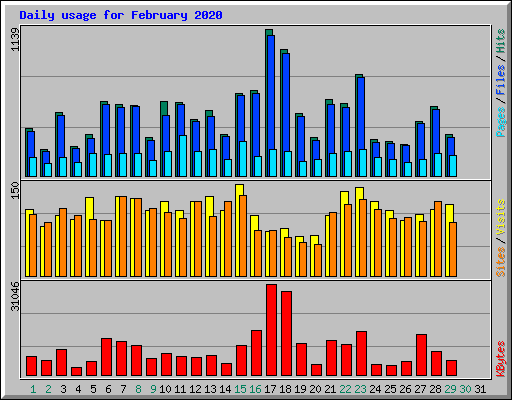 Daily usage for February 2020
1139
Pages/Files/Hits
150
Sites/Visits
31046
KBytes
1 2 3 4 5 6 7 8 9 10 11 12 13 14 15 16 17 18 19 20 21 22 23 24 25 26 27 28 29 30 31